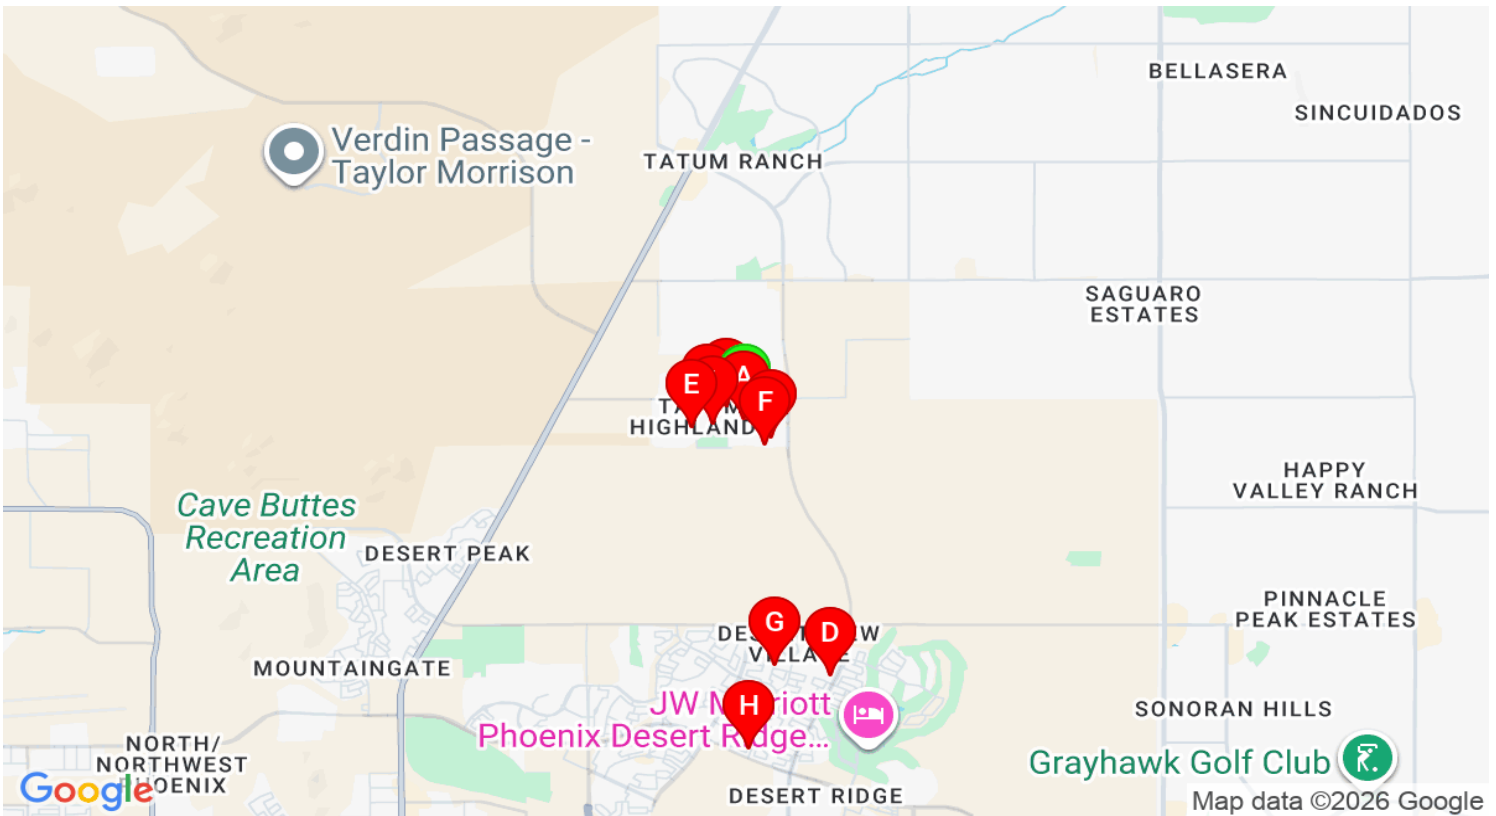 BELLASERA
SINCUIDADOS
Verdin Passage -
Taylor Morrison
TATUM RANCH
SAGUARO
ESTATES
E
A
F
HIGHLAND
HAPPY
VALLEY RANCH
Cave Buttes
Recreation
Area
DESERT PEAK
PINNACLE
PEAK ESTATES
G
D
MOUNTAINGATE
H
JW
Phoenix Desert Ridge...
SONORAN HILLS
NORTH/
NORTHWEST
Grayhawk Golf Club
Google
DESERT RIDGE
Map data ©2026 Google